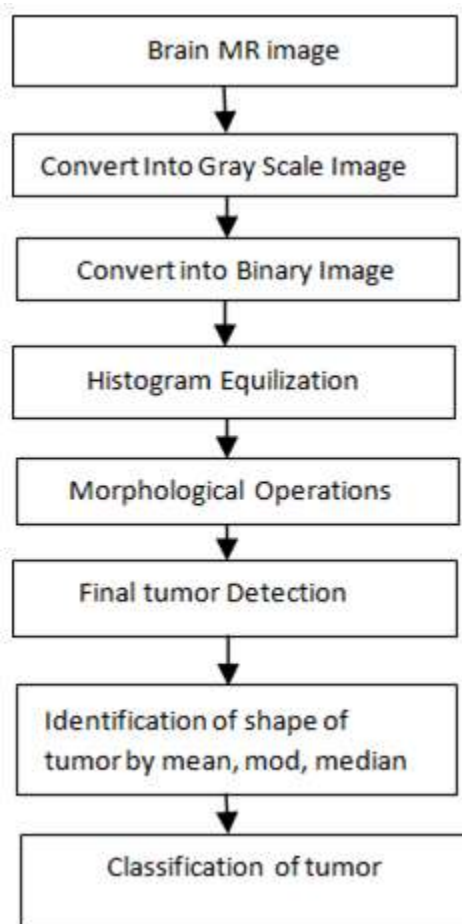 Brain MR image
Convert Into Gray Scale Image
Convert into Binary Image
Histogram Equilization
Morphological Operations
Final tumor Detection
Identification of shape of
tumor by mean, mod, median
Classification of tumor